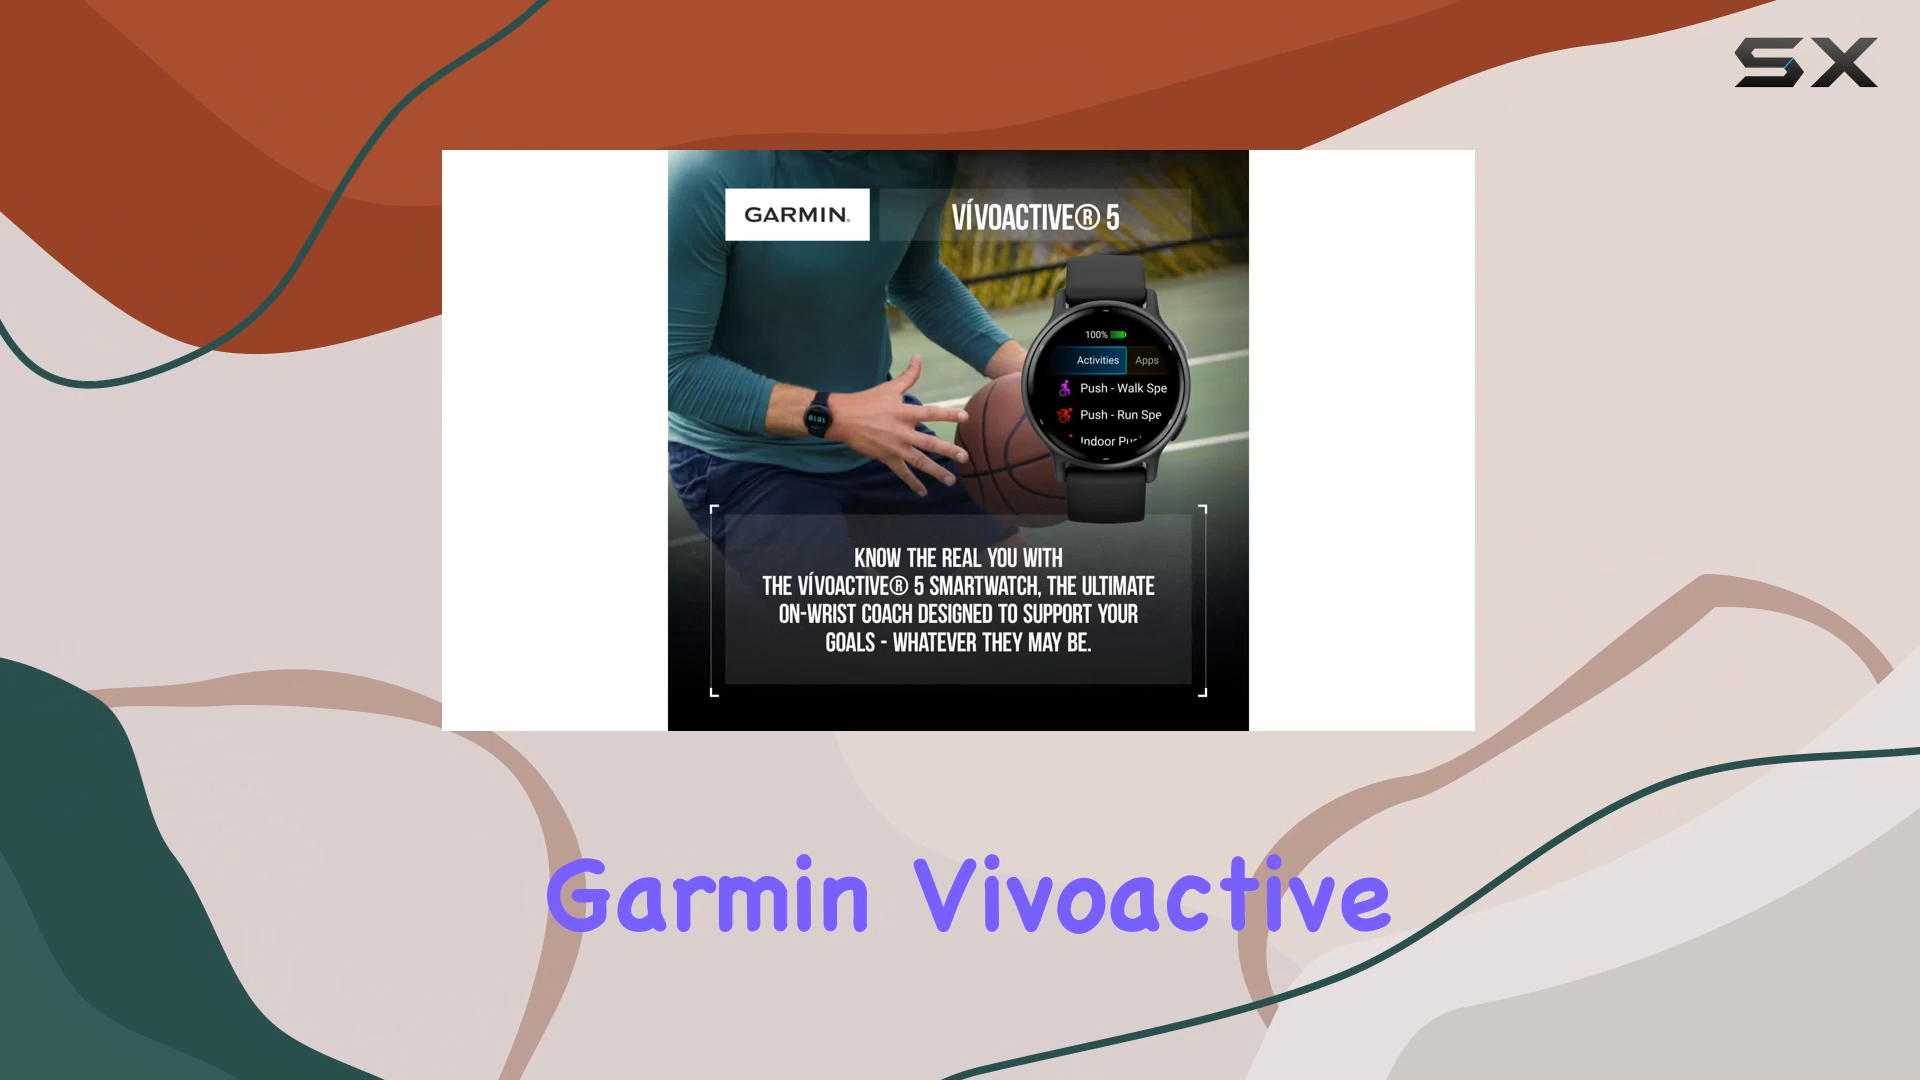 SX
GARMIN.
VÍVOACTIVE® 5
100%
Activities Apps
Push - Walk Spe
Push - Run Spe
Indoor Pus
KNOW THE REAL YOU WITH
THE VÍVOACTIVE® 5 SMARTWATCH, THE ULTIMATE
ON-WRIST COACH DESIGNED TO SUPPORT YOUR
GOALS - WHATEVER THEY MAY BE.
Garmin Vivoactive